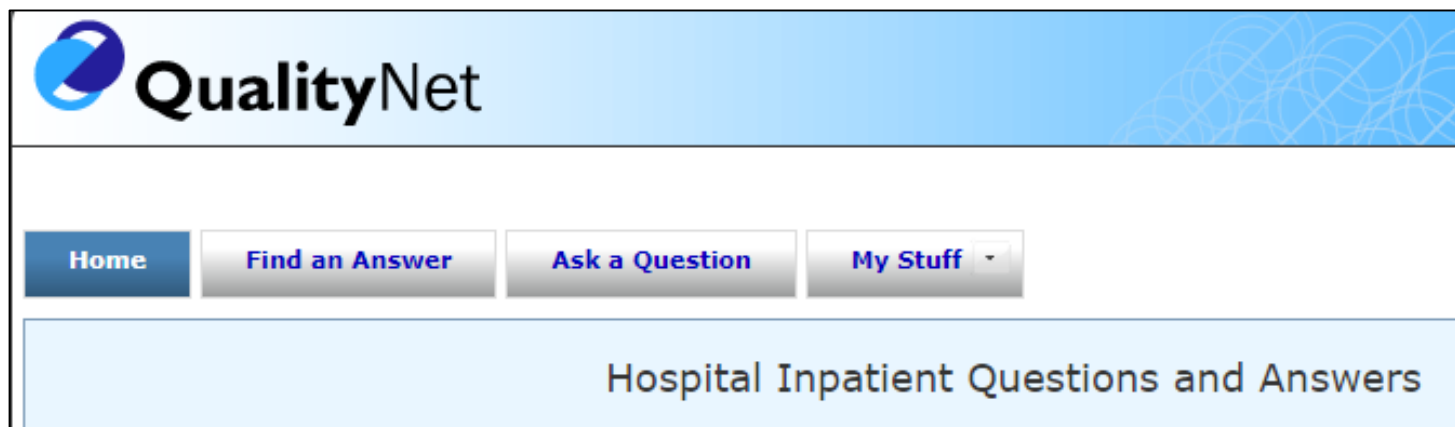 QualityNet
Home Find an Answer Ask a Question My Stuff
Hospital Inpatient Questions and Answers